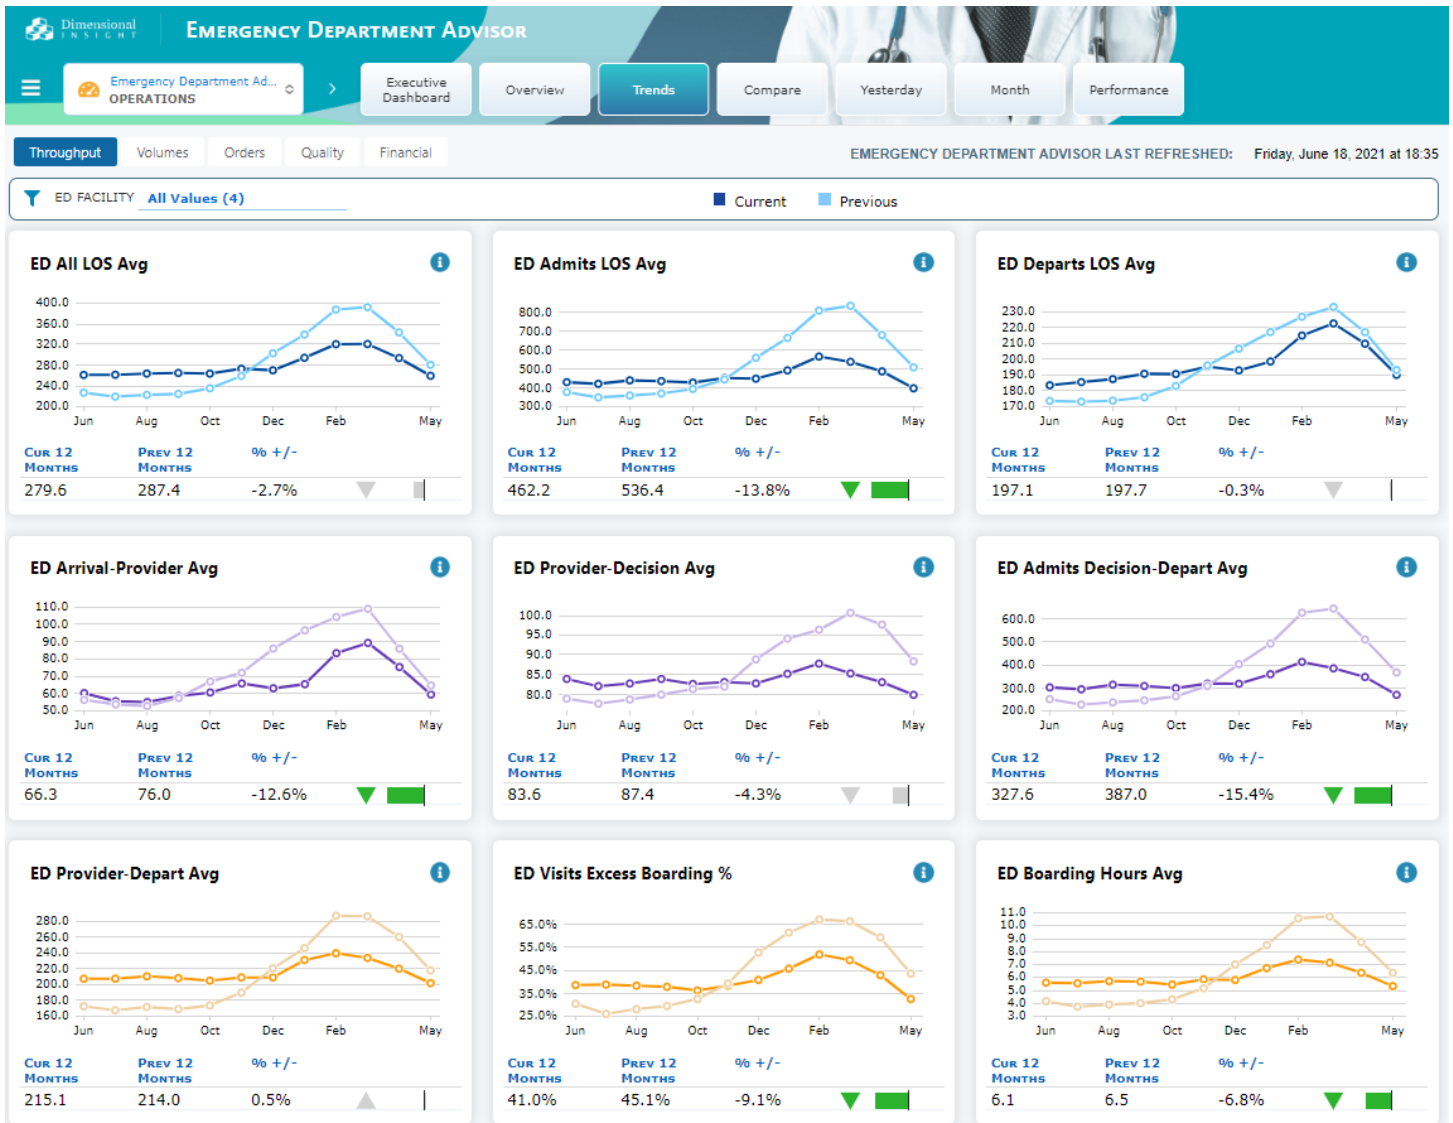 Dimensional
INSIGHT
EMERGENCY DEPARTMENT ADVISOR
Emergency Department Ad...
OPERATIONS
Executive
Dashboard
Overview
Trends
Compare
Yesterday
Month
Performance
Throughput
Volumes
Orders
Quality
Financial
EMERGENCY DEPARTMENT ADVISOR LAST REFRESHED: Friday, June 18, 2021 at 18:35
ED FACILITY All Values (4)
Current
Previous
ED All LOS Avg
400.0
360.0
320.0
280.0
240.0
200.0
Jun Aug Oct Dec Feb May
CUR 12 MONTHS PREV 12 MONTHS % +/-
279.6 287.4 -2.7%
ED Admits LOS Avg
800.0
700.0
600.0
500.0
400.0
300.0
Jun Aug Oct Dec Feb May
CUR 12 MONTHS PREV 12 MONTHS % +/-
462.2 536.4 -13.8%
ED Departs LOS Avg
230.0
220.0
210.0
200.0
190.0
180.0
170.0
Jun Aug Oct Dec Feb May
CUR 12 MONTHS PREV 12 MONTHS % +/-
197.1 197.7 -0.3%
ED Arrival-Provider Avg
110.0
100.0
90.0
80.0
70.0
60.0
50.0
Jun Aug Oct Dec Feb May
CUR 12 MONTHS PREV 12 MONTHS % +/-
66.3 76.0 -12.6%
ED Provider-Decision Avg
100.0
95.0
90.0
85.0
80.0
Jun Aug Oct Dec Feb May
CUR 12 MONTHS PREV 12 MONTHS % +/-
83.6 87.4 -4.3%
ED Admits Decision-Depart Avg
600.0
500.0
400.0
300.0
200.0
Jun Aug Oct Dec Feb May
CUR 12 MONTHS PREV 12 MONTHS % +/-
327.6 387.0 -15.4%
ED Provider-Depart Avg
280.0
260.0
240.0
220.0
200.0
180.0
160.0
Jun Aug Oct Dec Feb May
CUR 12 MONTHS PREV 12 MONTHS % +/-
215.1 214.0 0.5%
ED Visits Excess Boarding %
65.0%
55.0%
45.0%
35.0%
25.0%
Jun Aug Oct Dec Feb May
CUR 12 MONTHS PREV 12 MONTHS % +/-
41.0% 45.1% -9.1%
ED Boarding Hours Avg
11.0
10.0
9.0
8.0
7.0
6.0
5.0
4.0
3.0
Jun Aug Oct Dec Feb May
CUR 12 MONTHS PREV 12 MONTHS % +/-
6.1 6.5 -6.8%